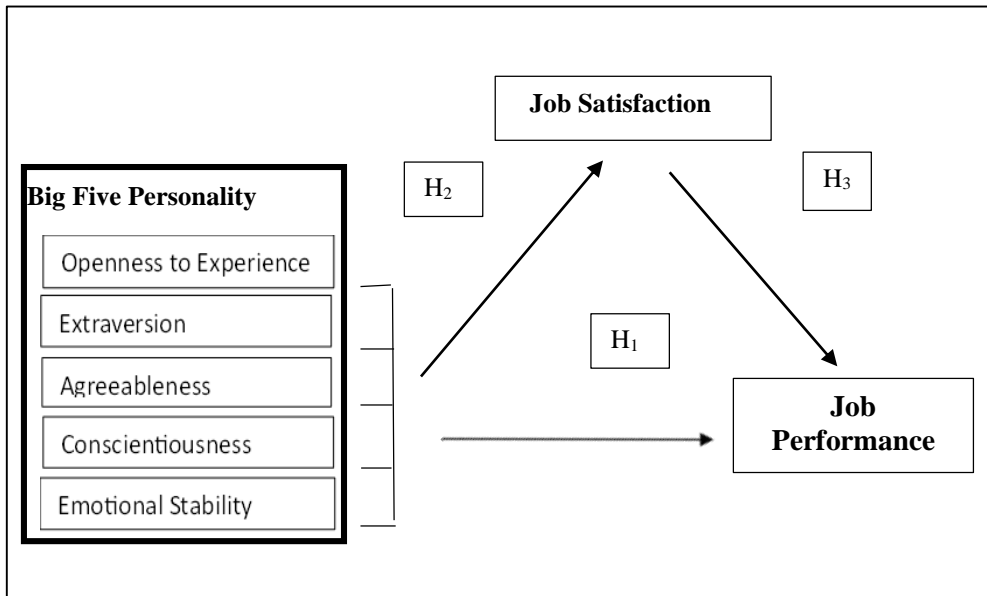 Job Satisfaction
H₂
H₃
Big Five Personality
Openness to Experience
Extraversion
Agreeableness
Conscientiousness
Emotional Stability
H₁
Job
Performance